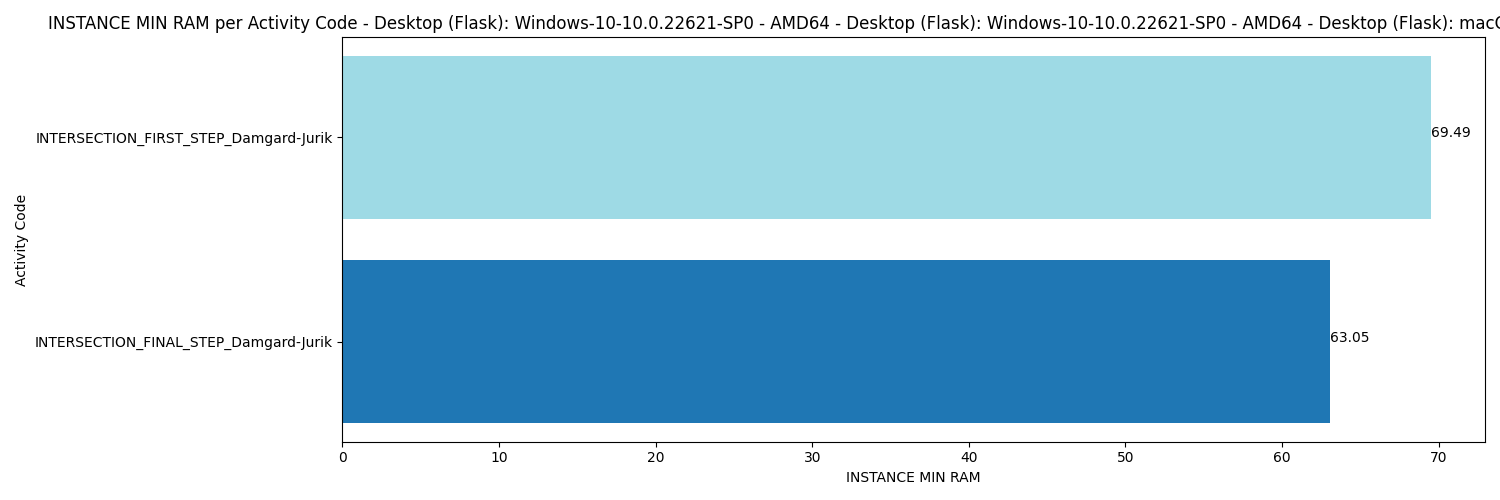 INSTANCE MIN RAM per Activity Code - Desktop (Flask): Windows-10-10.0.22621-SP0 - AMD64 - Desktop (Flask): Windows-10-10.0.22621-SP0 - AMD64 - Desktop (Flask):
INTERSECTION_FIRST_STEP_Damgard-Jurik
69.49
Activity Code
INTERSECTION_FINAL_STEP_Damgard-Jurik
63.05
0 10 20 30 40 50 60 70
INSTANCE MIN RAM